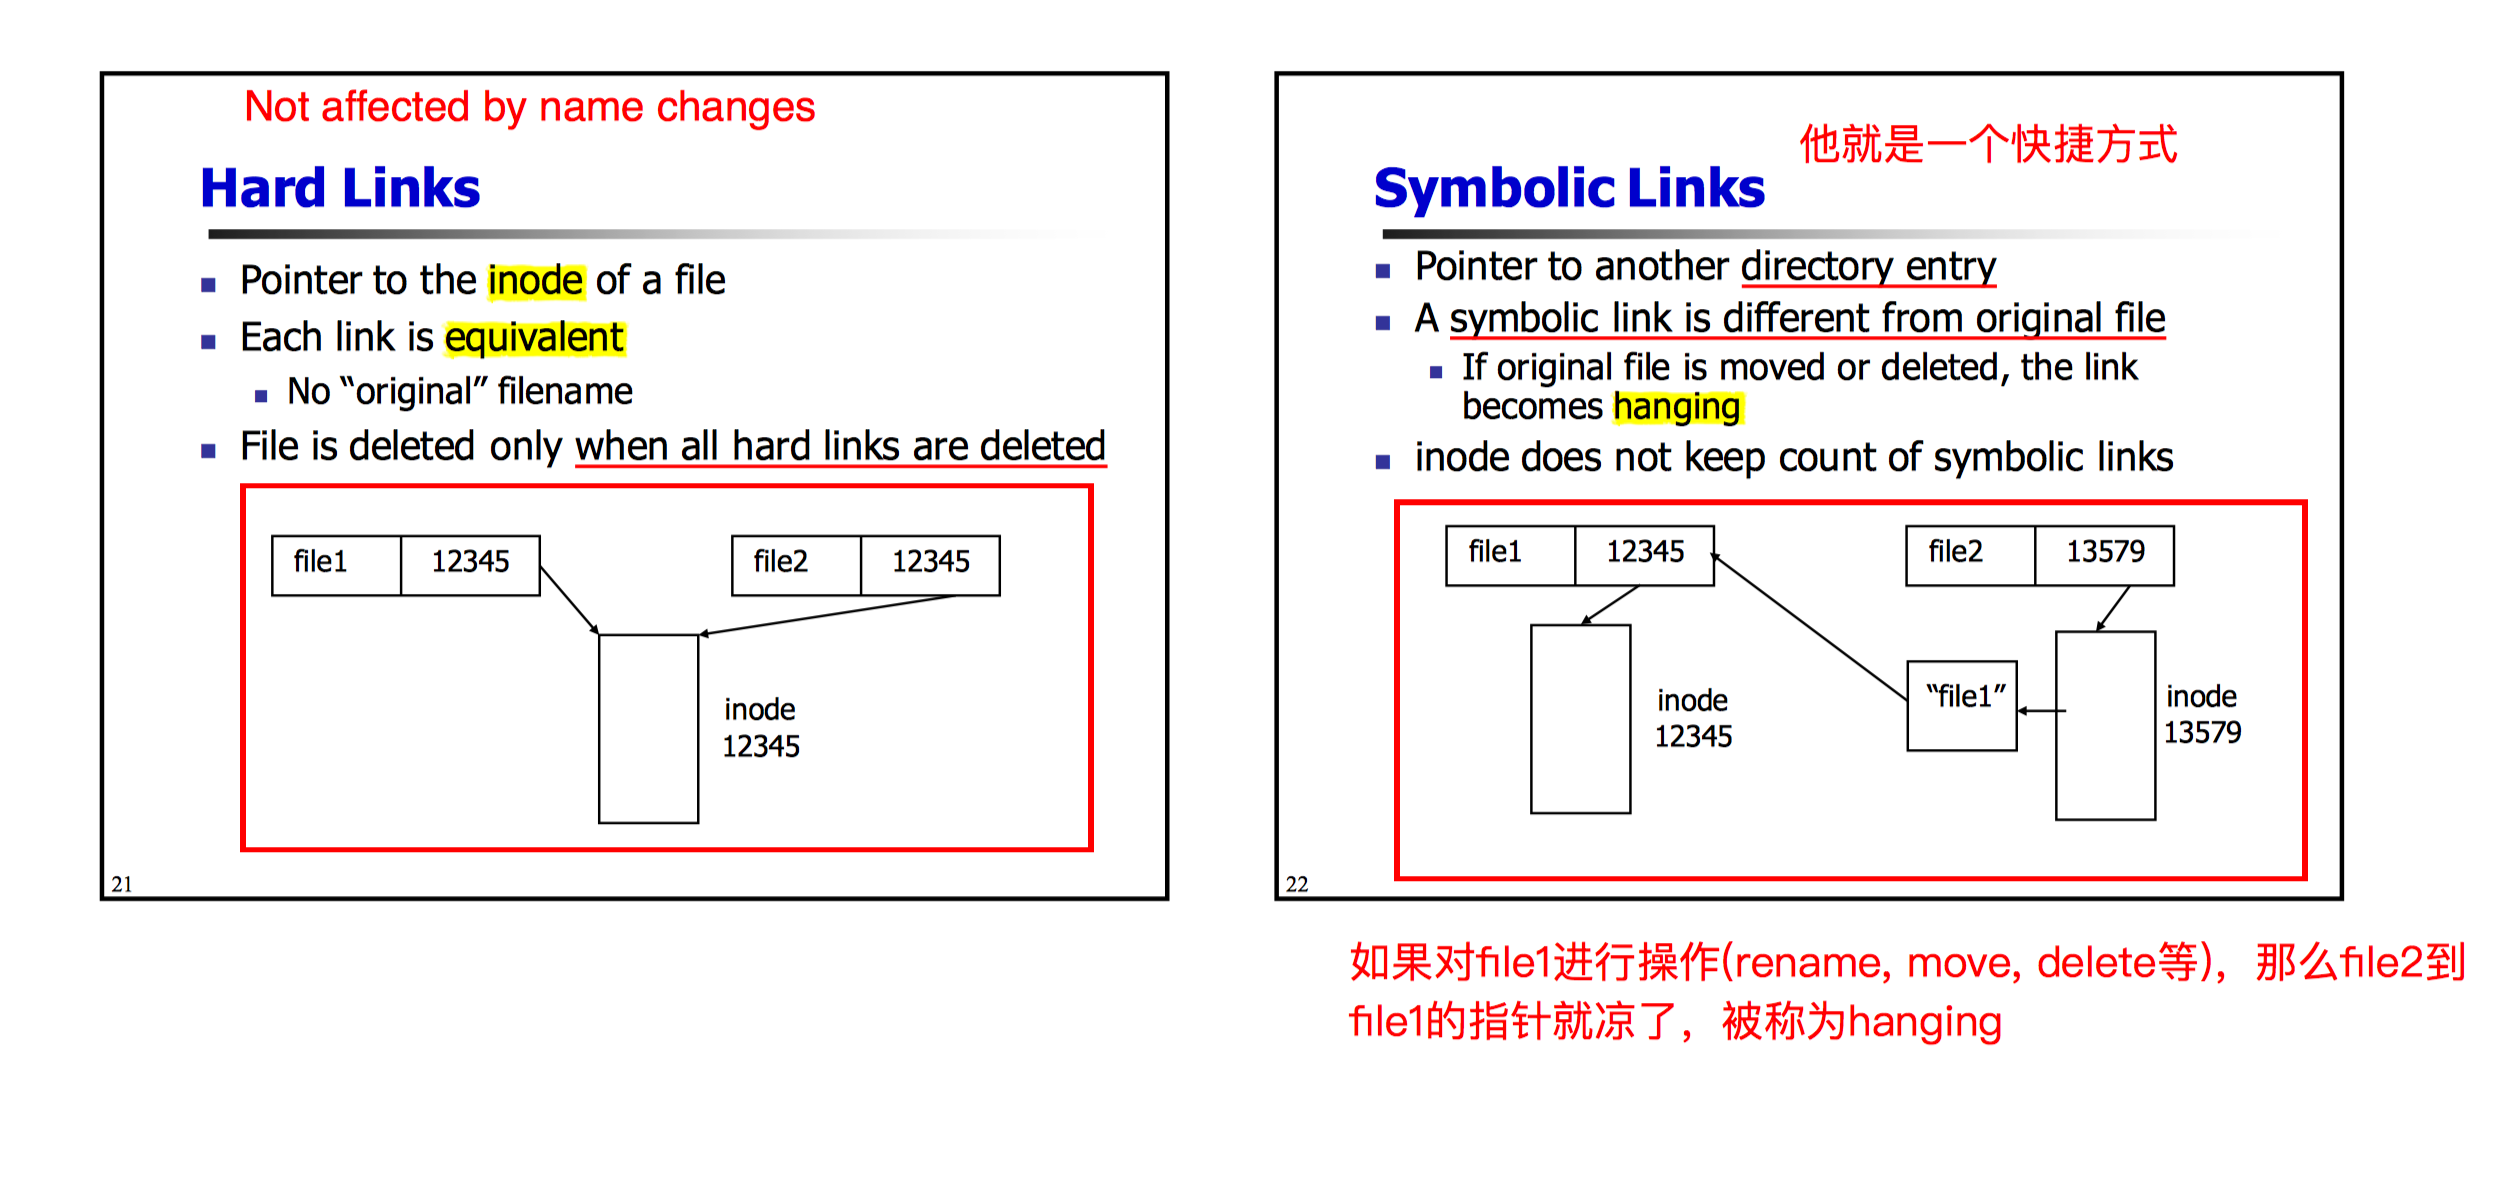 Not affected by name changes
Hard Links
Pointer to the inode of a file
Each link is equivalent
No “original” filename
File is deleted only when all hard links are deleted
file1 12345 file2 12345
inode
12345
21
他就是一个快捷方式
Symbolic Links
Pointer to another directory entry
A symbolic link is different from original file
If original file is moved or deleted, the link
becomes hanging
inode does not keep count of symbolic links
file1 12345 file2 13579
inode
12345
“file1”
inode
13579
22
如果对file1进行操作(rename, move, delete等)，那么file2到
file1的指针就凉了，被称为hanging